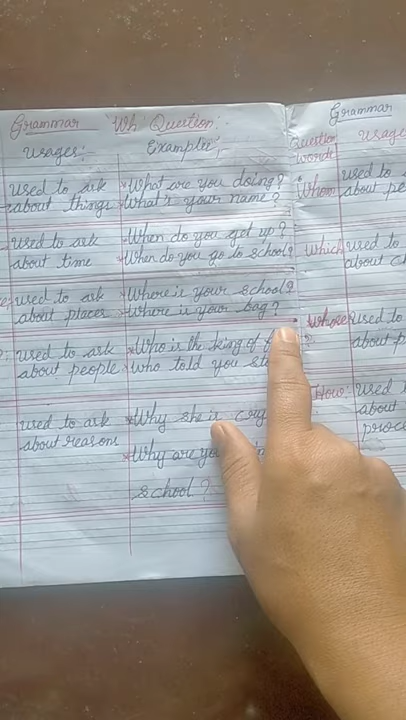 Grammar Wh Question:
Usages: Examples,
used to ask *What are you doing?
about things *What's your name?
used to ask When do you got up?
about time *When do you go to school?
used to ask *Where is your school?
about places *Where is your bag?
used to ask *Who is the king of
about people *who told you
used to ask *Why she is
about reasons
*Why are you
school?
Grammar
Question Usages
Words
Whom used to
about
Which used to
about
Whose used to
about
How: used
about